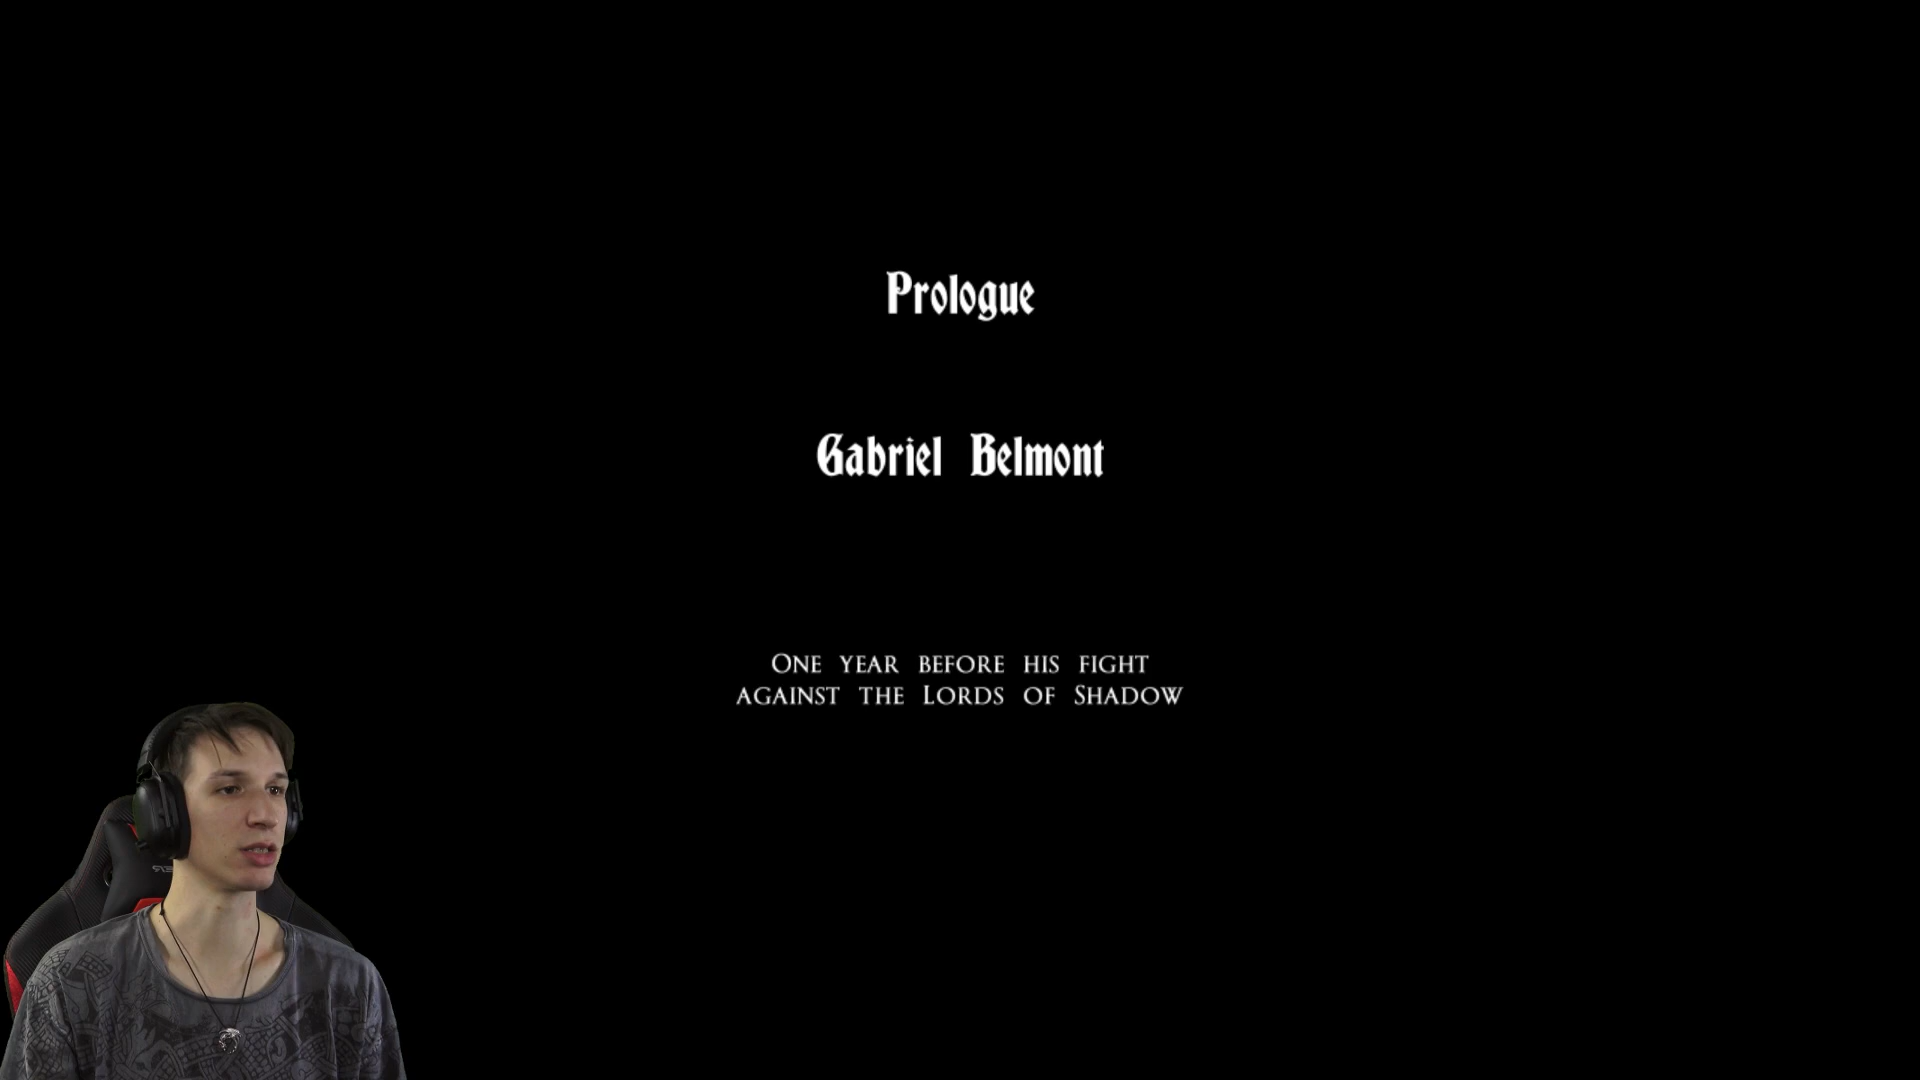 Prologue
Gabriel Belmont
One year before his fight
against the Lords of Shadow